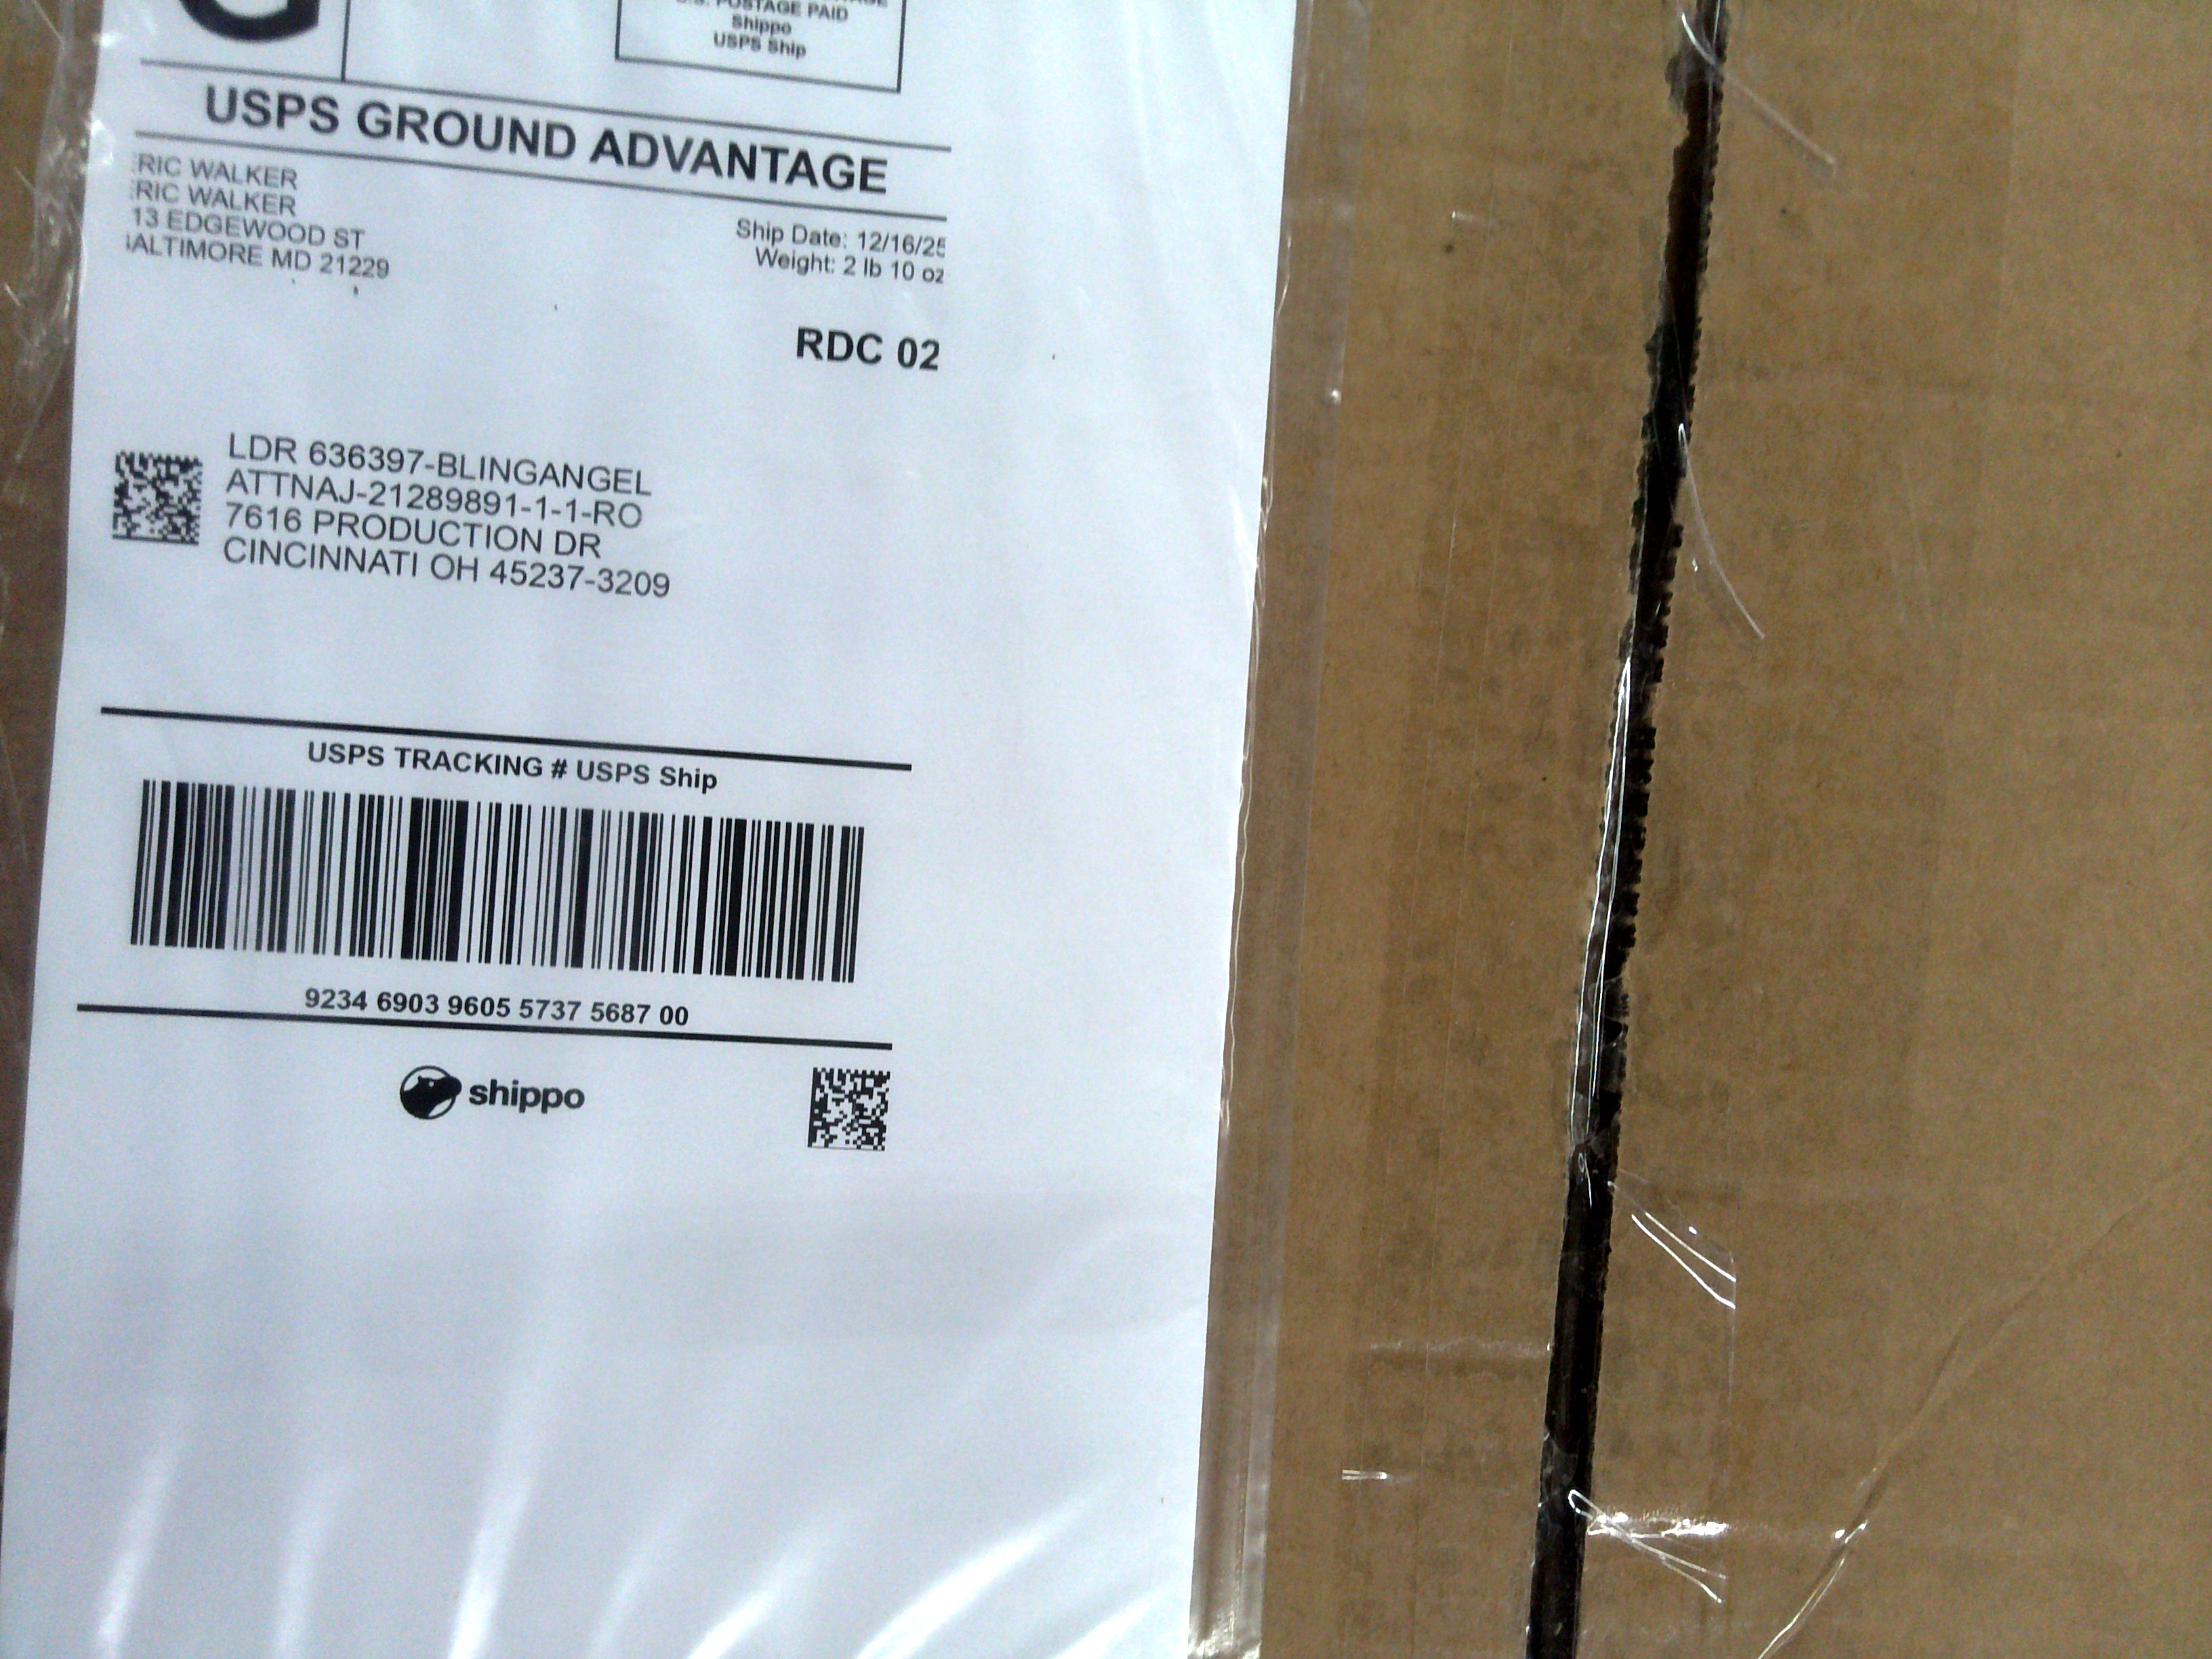 G
U.S. POSTAGE PAID
Shippo
USPS Ship
USPS GROUND ADVANTAGE
RIC WALKER
RIC WALKER
13 EDGEWOOD ST
ALTIMORE MD 21229
Ship Date: 12/16/25
Weight: 2 lb 10 oz
RDC 02
LDR 636397-BLINGANGEL
ATTNAJ-21289891-1-1-RO
7616 PRODUCTION DR
CINCINNATI OH 45237-3209
USPS TRACKING # USPS Ship
9234 6903 9605 5737 5687 00
shippo